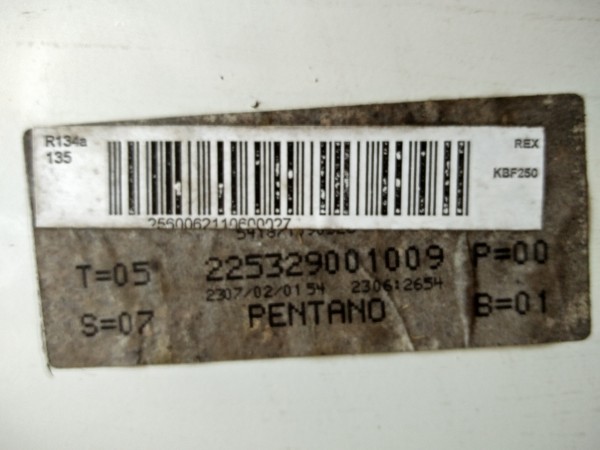 R134a REX
135 KBF250
T=05 225329001009 P=00
2307/02/0154 230612654
S=07 PENTANO B=01